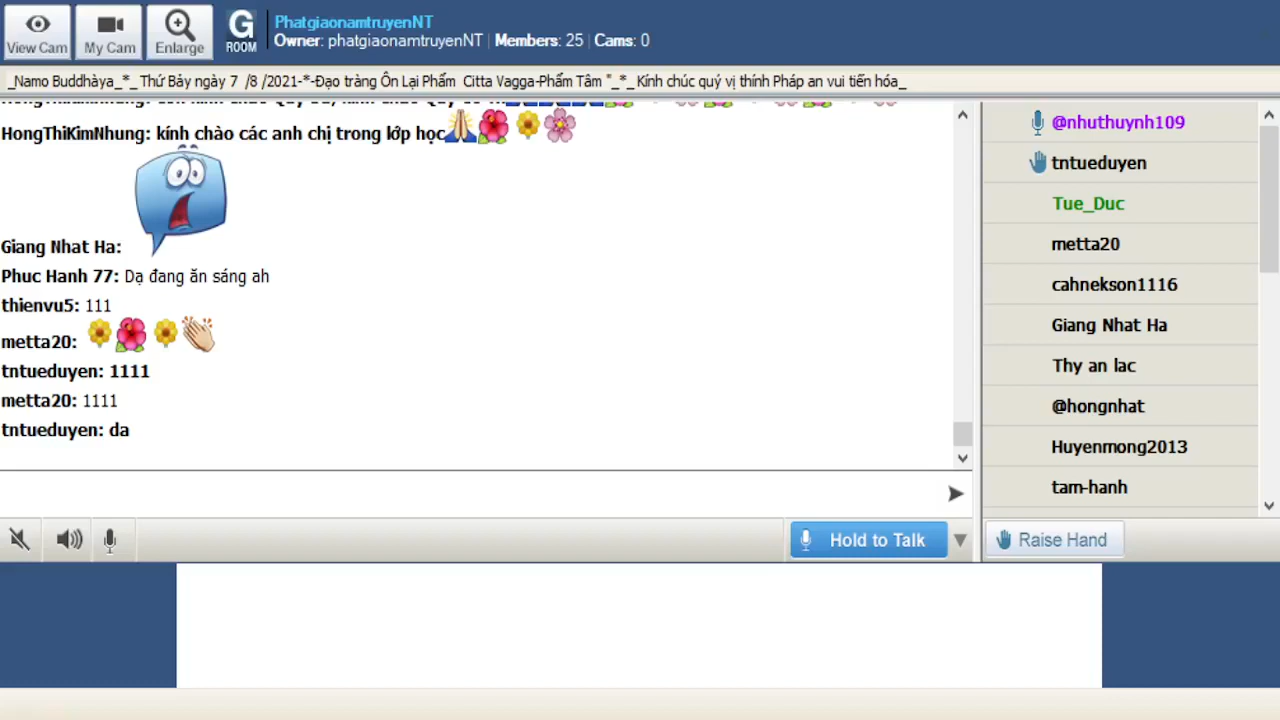 View Cam
My Cam
Enlarge
G
ROOM
PhatgiaonamtruyenNT
Owner: phatgiaonamtruyenNT | Members: 25 | Cams: 0
_Namo Buddhàya_*_ Thứ Bảy ngày 7 /8 /2021-*-Đạo tràng Ôn Lại Phẩm Citta Vagga-Phẩm Tâm "_*_Kính chúc quý vị thính Pháp an vui tiến hóa_
HongThiKimNhung: kính chào các anh chị trong lớp học
Giang Nhat Ha:
Phuc Hanh 77: Dạ đang ăn sáng ah
thienvu5: 111
metta20:
tntueduyen: 1111
metta20: 1111
tntueduyen: da
@nhuthuynh109
tntueduyen
Tue_Duc
metta20
cahnekson1116
Giang Nhat Ha
Thy an lac
@hongnhat
Huyenmong2013
tam-hanh
Hold to Talk
Raise Hand